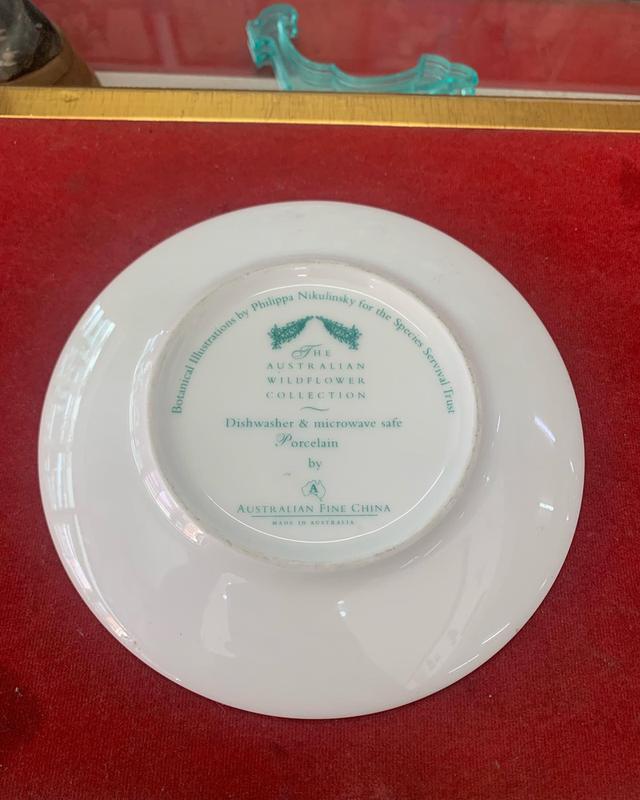 Botanical Illustrations by Philippa Nikulinsky for the Species Servival Trust
THE
AUSTRALIAN
WILDFLOWER
COLLECTION
Dishwasher & microwave safe
Porcelain
by
A
AUSTRALIAN FINE CHINA
MADE IN AUSTRALIA